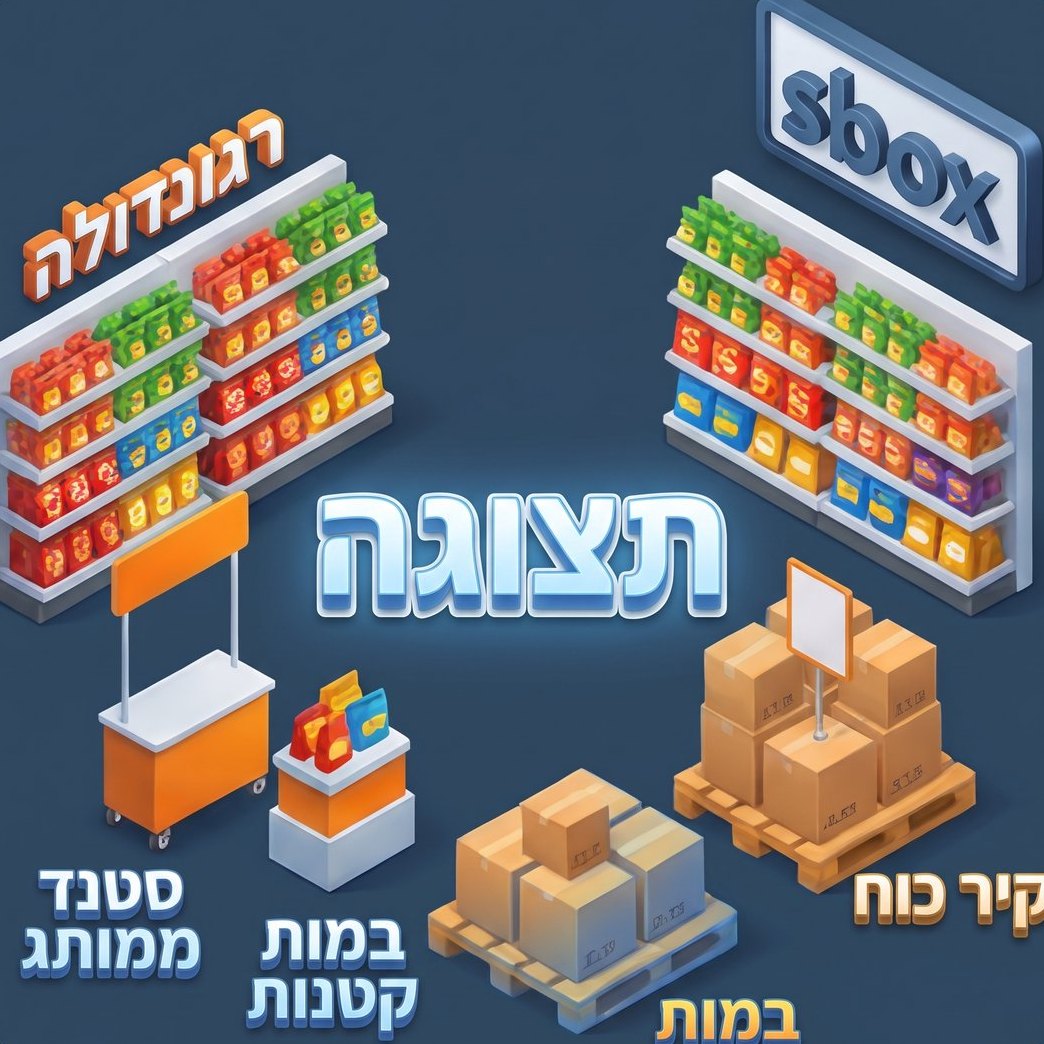 sbox
רגונדולה
תצוגה
קיר כוח
סטנד
ממותג
במות
קטנות
במות